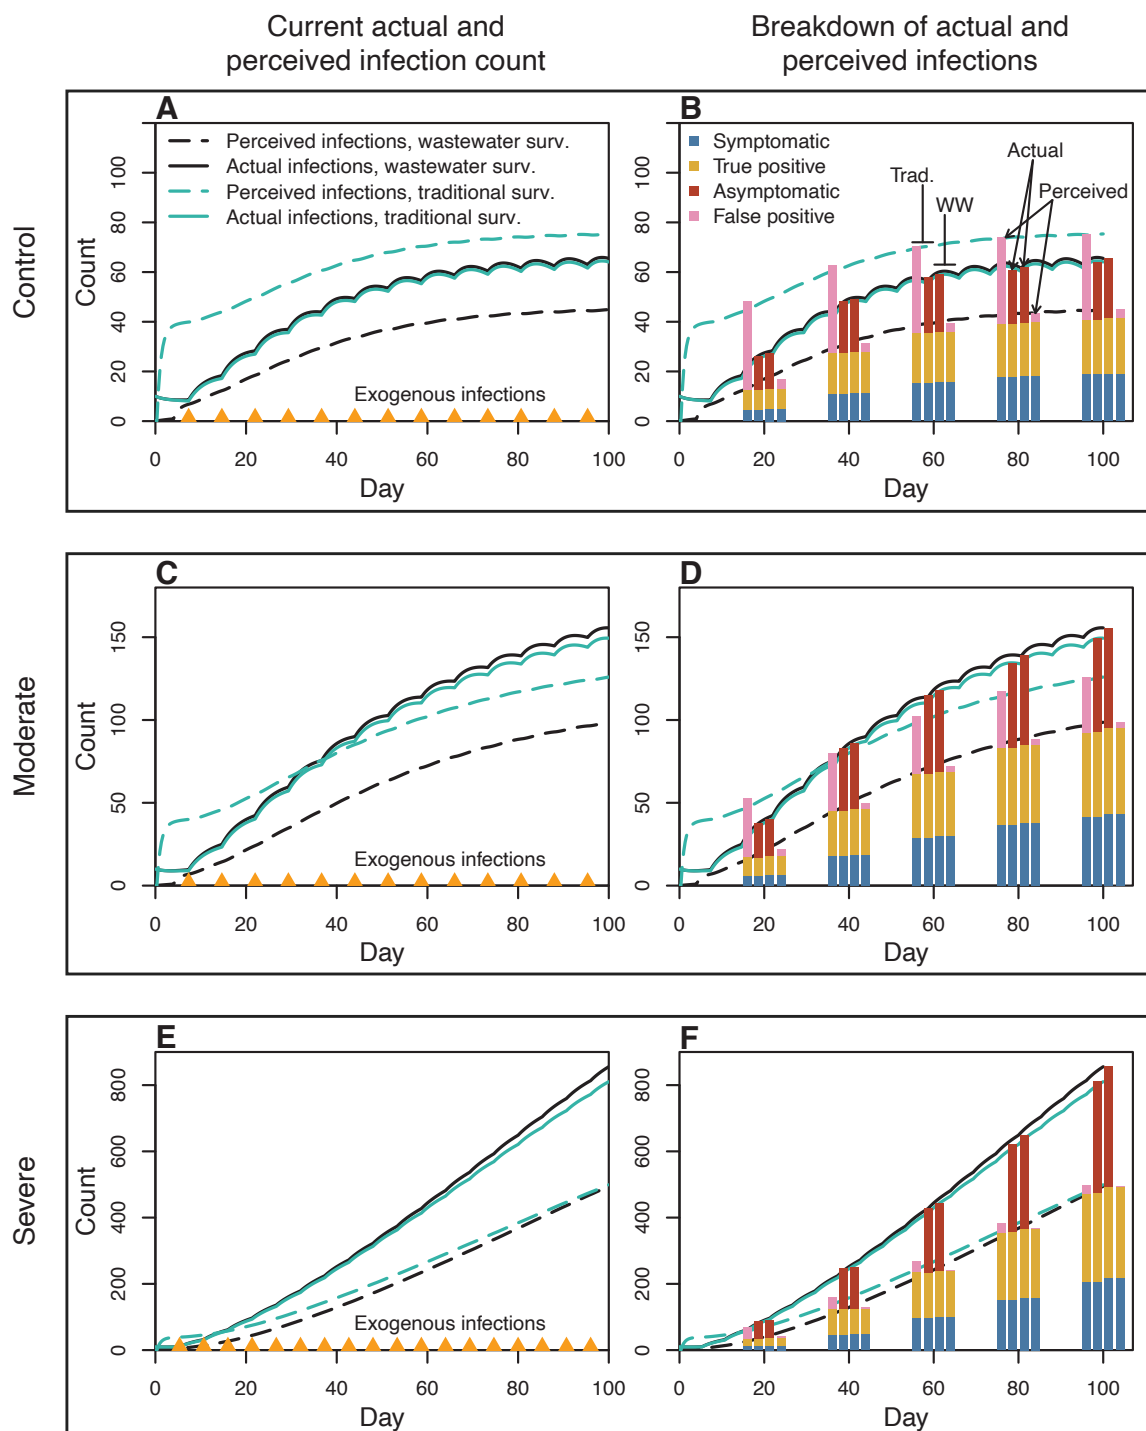 Current actual and
perceived infection count
Breakdown of actual and
perceived infections
Control
A
Perceived infections, wastewater surv.
Actual infections, wastewater surv.
Perceived infections, traditional surv.
Actual infections, traditional surv.
Count
0 20 40 60 80 100
Exogenous infections
0 20 40 60 80 100
Day
B
Symptomatic
True positive
Asymptomatic
False positive
Trad.
WW
Actual
Perceived
0 20 40 60 80 100
0 20 40 60 80 100
Day
Moderate
C
Count
0 50 100 150
Exogenous infections
0 20 40 60 80 100
Day
D
0 50 100 150
0 20 40 60 80 100
Day
Severe
E
Count
0 200 400 600 800
Exogenous infections
0 20 40 60 80 100
Day
F
0 200 400 600 800
0 20 40 60 80 100
Day